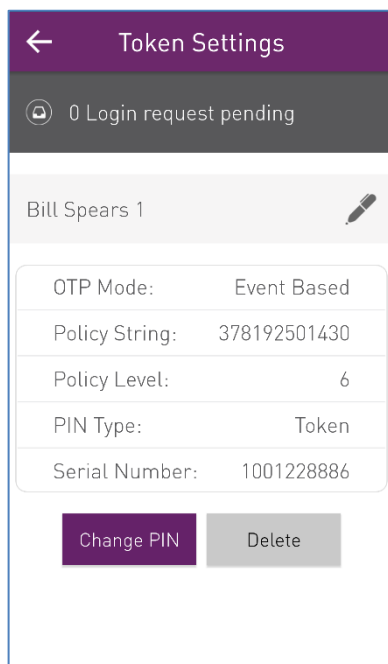 Token Settings
0 Login request pending
Bill Spears 1
OTP Mode: Event Based
Policy String: 378192501430
Policy Level: 6
PIN Type: Token
Serial Number: 1001228886
Change PIN Delete